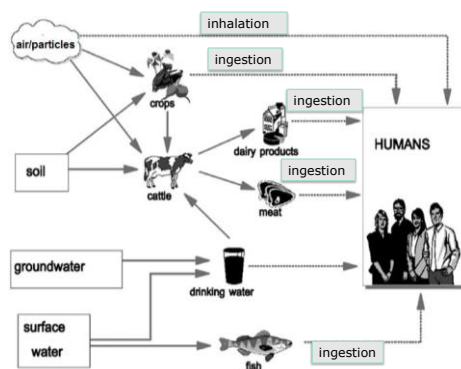 inhalation
air/particles
ingestion
crops
ingestion
dairy products
HUMANS
soil
cattle
ingestion
meat
groundwater
drinking water
surface
water
fish
ingestion